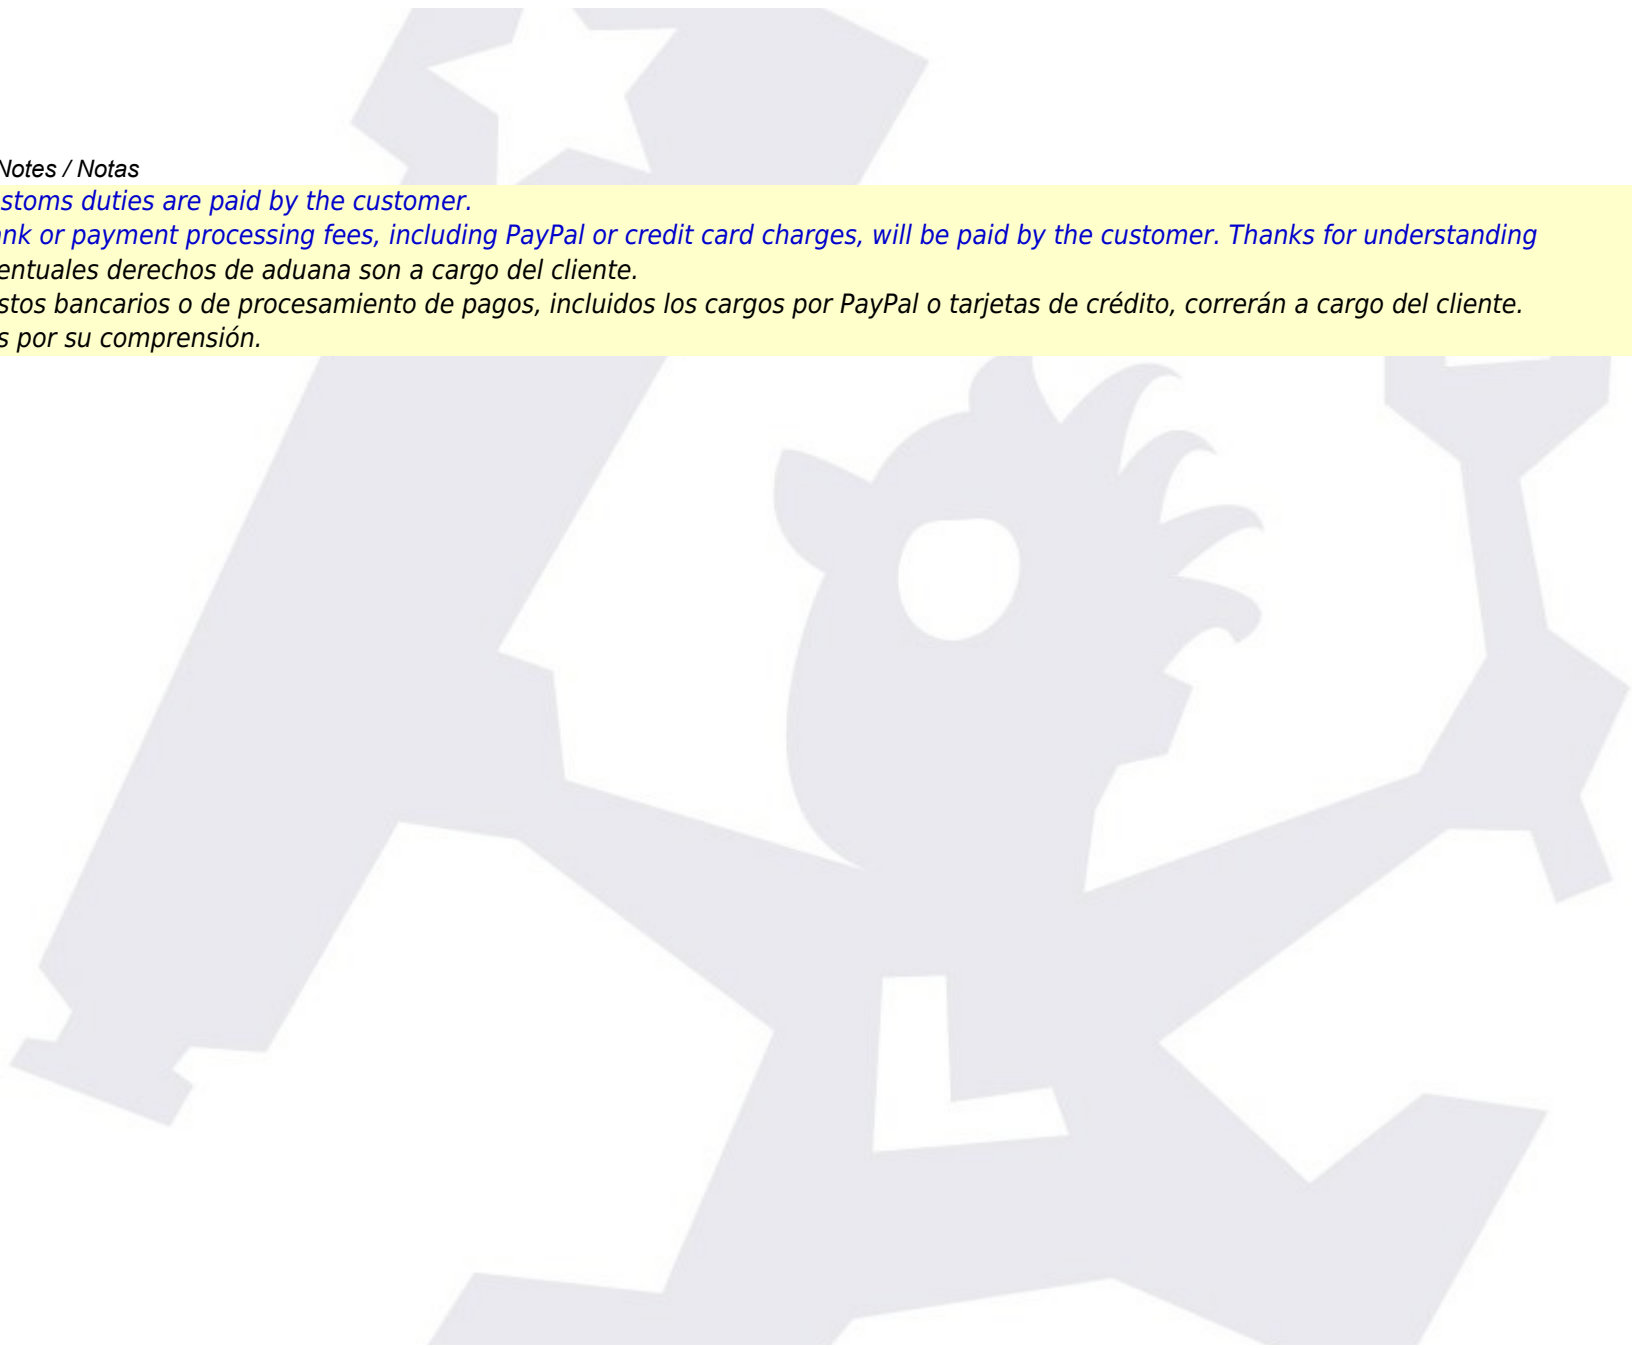 Notes / Notas
stoms duties are paid by the customer.
nk or payment processing fees, including PayPal or credit card charges, will be paid by the customer. Thanks for understanding
entuales derechos de aduana son a cargo del cliente.
stos bancarios o de procesamiento de pagos, incluidos los cargos por PayPal o tarjetas de crédito, correrán a cargo del cliente.
s por su comprensión.
L